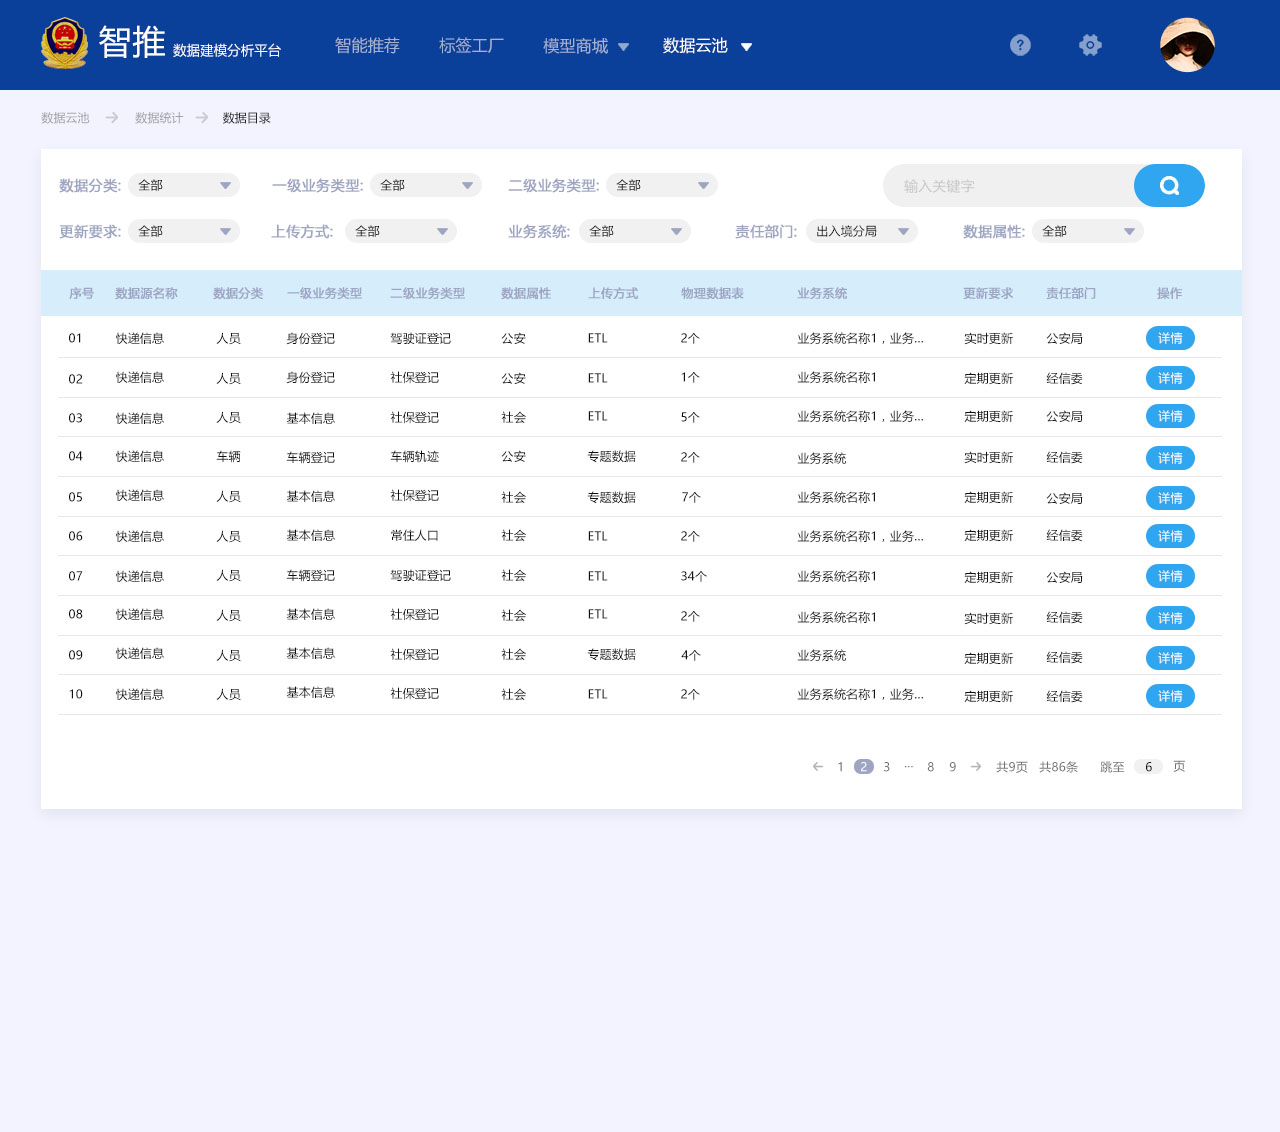 智推 数据建模分析平台 智能推荐 标签工厂 模型商城 数据云池 ?
数据云池 数据统计 数据目录
数据分类: 全部 一级业务类型: 全部 二级业务类型: 全部 输入关键字
更新要求: 全部 上传方式: 全部 业务系统: 全部 责任部门: 出入境分局 数据属性: 全部
序号 数据源名称 数据分类 一级业务类型 二级业务类型 数据属性 上传方式 物理数据表 业务系统 更新要求 责任部门 操作
01 快递信息 人员 身份登记 驾驶证登记 公安 ETL 2个 业务系统名称1，业务... 实时更新 公安局 详情
02 快递信息 人员 身份登记 社保登记 公安 ETL 1个 业务系统名称1 定期更新 经信委 详情
03 快递信息 人员 基本信息 社保登记 社会 ETL 5个 业务系统名称1，业务... 定期更新 公安局 详情
04 快递信息 车辆 车辆登记 车辆轨迹 公安 专题数据 2个 业务系统 实时更新 经信委 详情
05 快递信息 人员 基本信息 社保登记 社会 专题数据 7个 业务系统名称1 定期更新 公安局 详情
06 快递信息 人员 基本信息 常住人口 社会 ETL 2个 业务系统名称1，业务... 定期更新 经信委 详情
07 快递信息 人员 车辆登记 驾驶证登记 社会 ETL 34个 业务系统名称1 定期更新 公安局 详情
08 快递信息 人员 基本信息 社保登记 社会 ETL 2个 业务系统名称1 实时更新 经信委 详情
09 快递信息 人员 基本信息 社保登记 社会 专题数据 4个 业务系统 定期更新 经信委 详情
10 快递信息 人员 基本信息 社保登记 社会 ETL 2个 业务系统名称1，业务... 定期更新 经信委 详情
1 2 3 ... 8 9 共9页 共86条 跳至 6 页